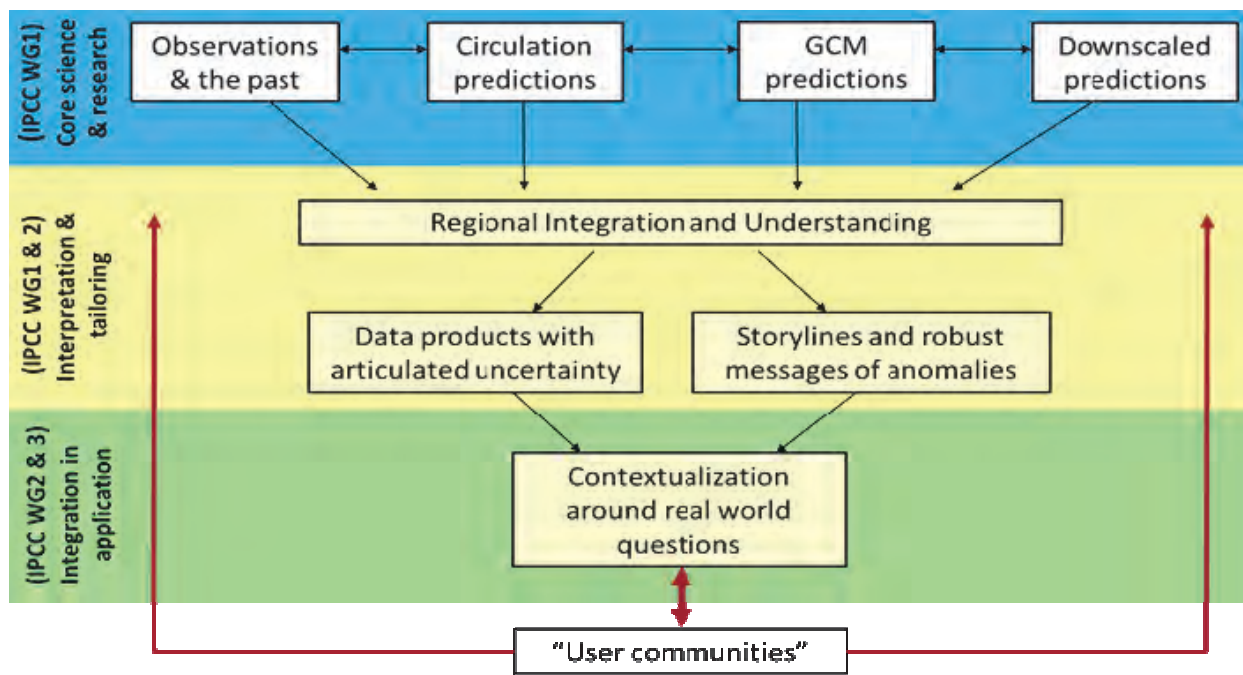 (IPCC WG1)
Core science
& research
Observations
& the past
Circulation
predictions
GCM
predictions
Downscaled
predictions
(IPCC WG1 & 2)
Interpretation &
tailoring
Regional Integration and Understanding
Data products with
articulated uncertainty
Storylines and robust
messages of anomalies
(IPCC WG2 & 3)
Integration in
application
Contextualization
around real world
questions
“User communities”